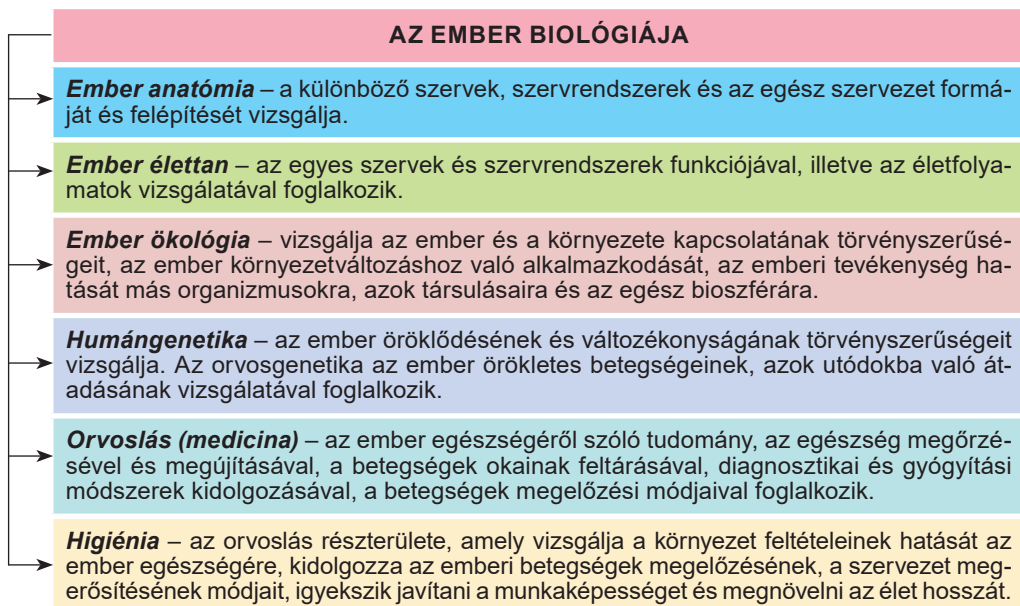 AZ EMBER BIOLÓGIÁJA
Ember anatómia – a különböző szervek, szervrendszerek és az egész szervezet formá-
ját és felépítését vizsgálja.
Ember élettan – az egyes szervek és szervrendszerek funkciójával, illetve az életfolya-
matok vizsgálatával foglalkozik.
Ember ökológia – vizsgálja az ember és a környezete kapcsolatának törvényszerűsé-
geit, az ember környezetváltozáshoz való alkalmazkodását, az emberi tevékenység ha-
tását más organizmusokra, azok társulásaira és az egész bioszférára.
Humángenetika – az ember öröklődésének és változékonyságának törvényszerűségeit
vizsgálja. Az orvosgenetika az ember örökletes betegségeinek, azok utódokba való át-
adásának vizsgálatával foglalkozik.
Orvoslás (medicina) – az ember egészségéről szóló tudomány, az egészség megőrzé-
sével és megújításával, a betegségek okainak feltárásával, diagnosztikai és gyógyítási
módszerek kidolgozásával, a betegségek megelőzési módjaival foglalkozik.
Higiénia – az orvoslás részterülete, amely vizsgálja a környezet feltételeinek hatását az
ember egészségére, kidolgozza az emberi betegségek megelőzésének, a szervezet meg-
erősítésének módjait, igyekszik javítani a munkaképességet és megnövelni az élet hosszát.